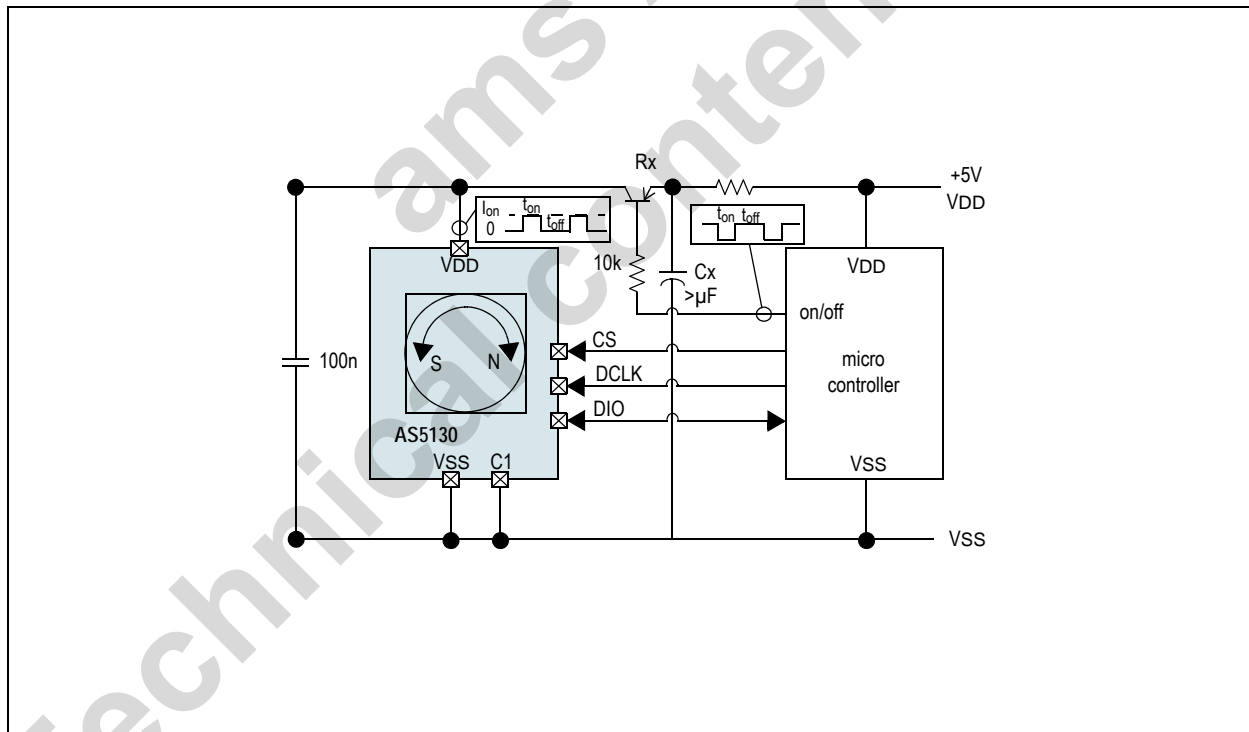 ams
Technical content
Rx
+5V
VDD
Ion
ton
0
toff
ton toff
VDD
10k
Cx
>µF
VDD
on/off
100n
S
N
CS
DCLK
DIO
micro
controller
AS5130
VSS
C1
VSS
VSS